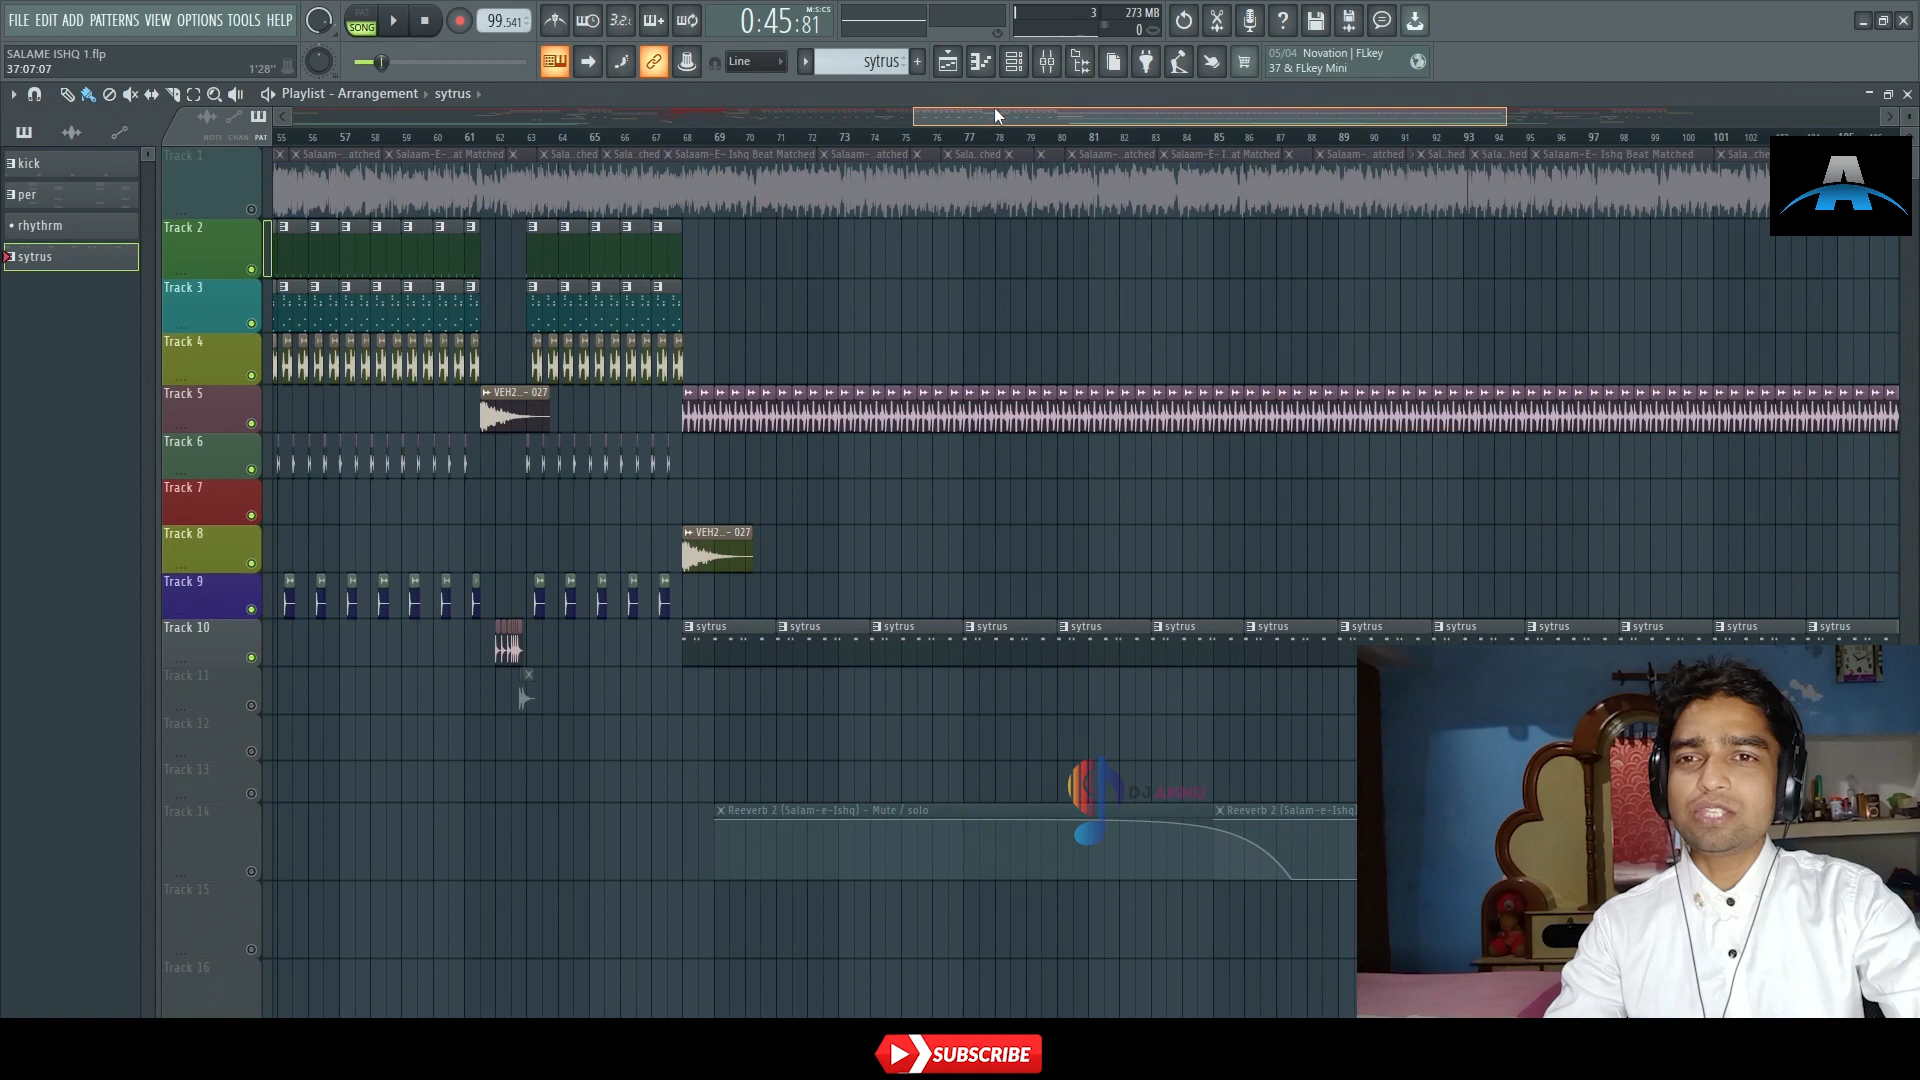 FILE EDIT ADD PATTERNS VIEW OPTIONS TOOLS HELP
PAT
SONG
99.541
3.2.
0:45:81
M:S:CS
3
273 MB
0
SALAME ISHQ 1.flp
37:07:07
1'28"
Line
sytrus
05/04 Novation | FLkey
37 & FLkey Mini
Playlist - Arrangement › sytrus ›
NOTE CHAN PAT
55 56 57 58 59 60 61 62 63 64 65 66 67 68 69 70 71 72 73 74 75 76 77 78 79 80 81 82 83 84 85 86 87 88 89 90 91 92 93 94 95 96 97 98 99 100 101 102
kick
per
rhythrm
sytrus
Track 1
Salaam-..atched Salaam-E-..at Matched Sala..ched Sala..ched Salaam-E- Ishq Beat Matched Salaam-..atched Sala..ched Salaam-..atched Salaam-E- I..at Matched Salaam-..atched Sal..hed Sala..hed Salaam-E- Ishq Beat Matched Sala..che
Track 2
Track 3
Track 4
Track 5
VEH2..- 027
Track 6
Track 7
Track 8
VEH2..- 027
Track 9
Track 10
sytrus sytrus sytrus sytrus sytrus sytrus sytrus sytrus sytrus sytrus sytrus sytrus sytrus
Track 11
Track 12
Track 13
DJ ANNU
Track 14
Reeverb 2 (Salam-e-Ishq) - Mute / solo
Reeverb 2 (Salam-e-Ishq)
Track 15
Track 16
SUBSCRIBE